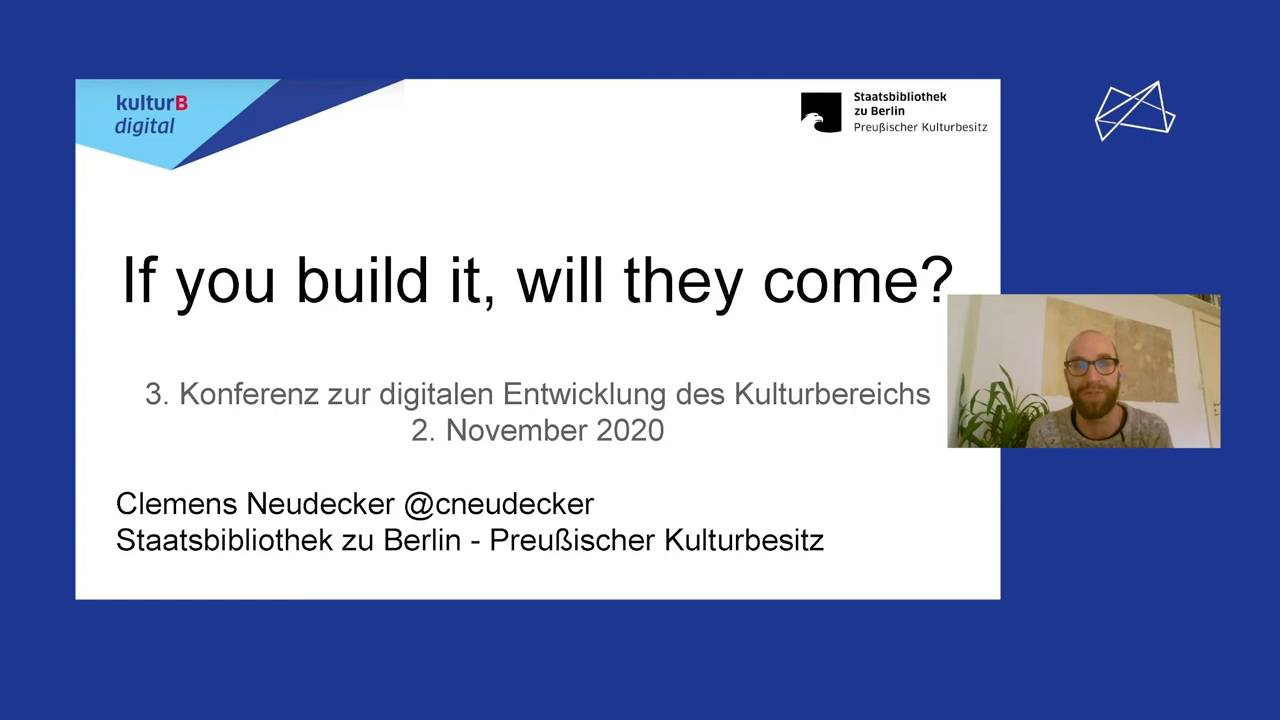 kulturB
digital
Staatsbibliothek
zu Berlin
Preußischer Kulturbesitz
If you build it, will they come?
3. Konferenz zur digitalen Entwicklung des Kulturbereichs
2. November 2020
Clemens Neudecker @cneudecker
Staatsbibliothek zu Berlin - Preußischer Kulturbesitz